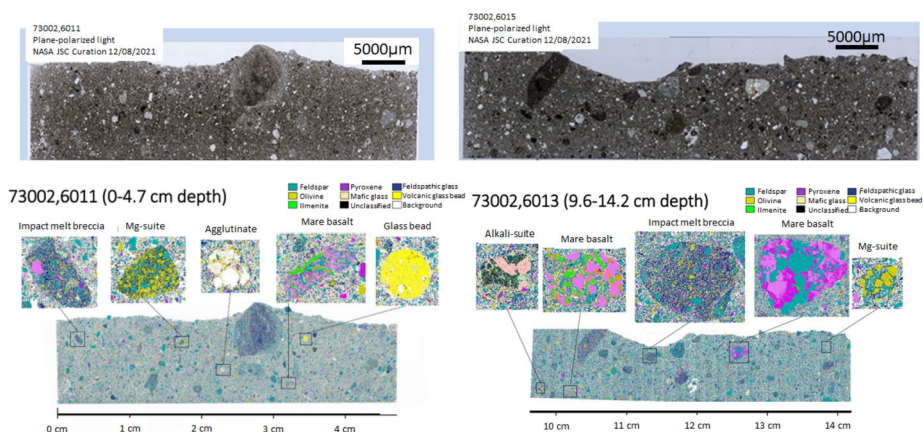 73002,6011
Plane-polarized light
NASA JSC Curation 12/08/2021
5000µm
73002,6015
Plane-polarized light
NASA JSC Curation 12/08/2021
5000µm
73002,6011 (0-4.7 cm depth)
Feldspar Pyroxene Feldspathic glass
Olivine Mafic glass Volcanic glass bead
Ilmenite Unclassified Background
Impact melt breccia Mg-suite Agglutinate Mare basalt Glass bead
0 cm 1 cm 2 cm 3 cm 4 cm
73002,6013 (9.6-14.2 cm depth)
Feldspar Pyroxene Feldspathic glass
Olivine Mafic glass Volcanic glass bead
Ilmenite Unclassified Background
Alkali-suite Mare basalt Impact melt breccia Mare basalt Mg-suite
10 cm 11 cm 12 cm 13 cm 14 cm